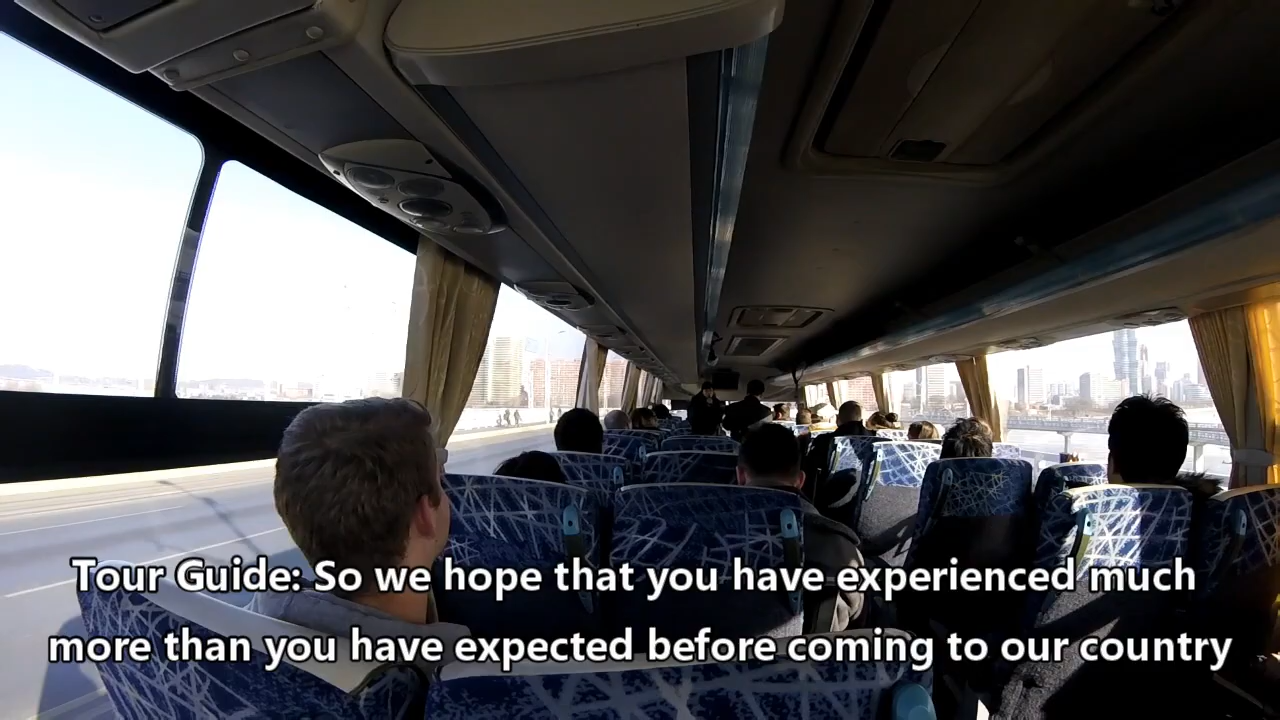 Tour Guide: So we hope that you have experienced much
more than you have expected before coming to our country